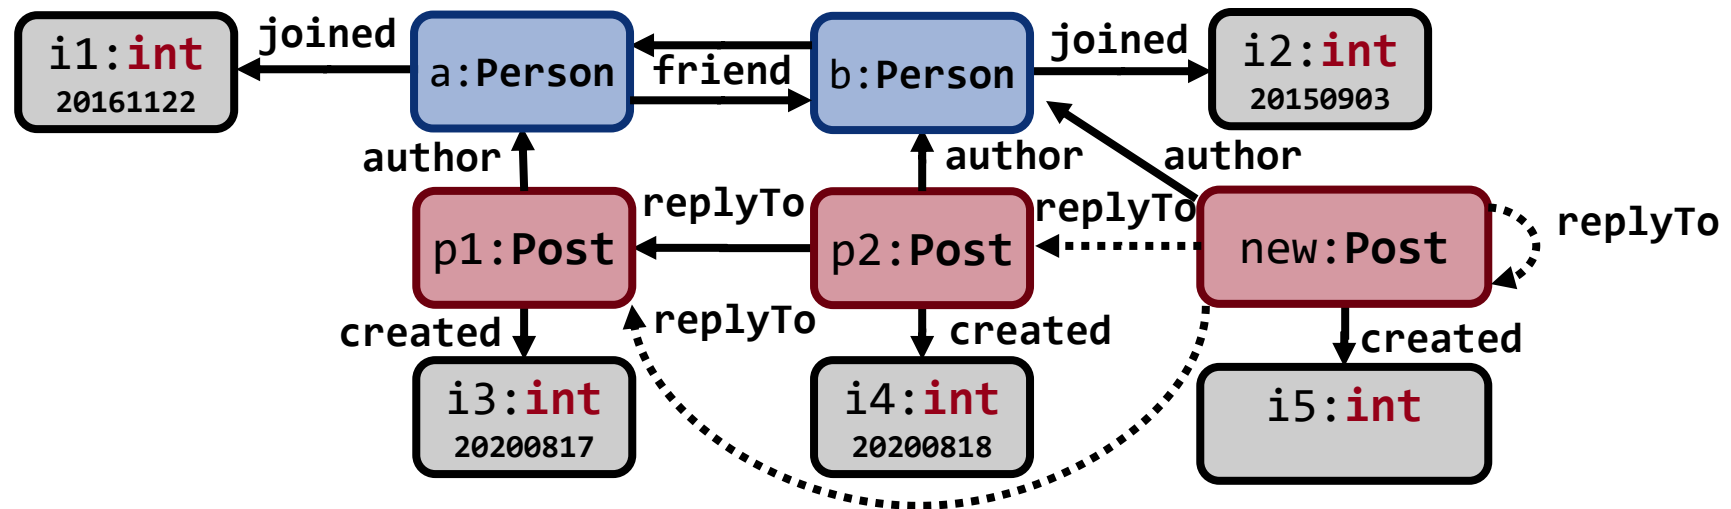 i1:int
20161122
joined
a:Person
friend
b:Person
joined
i2:int
20150903
author
author
author
p1:Post
replyTo
p2:Post
replyTo
new:Post
replyTo
created
replyTo
created
created
i3:int
20200817
i4:int
20200818
i5:int